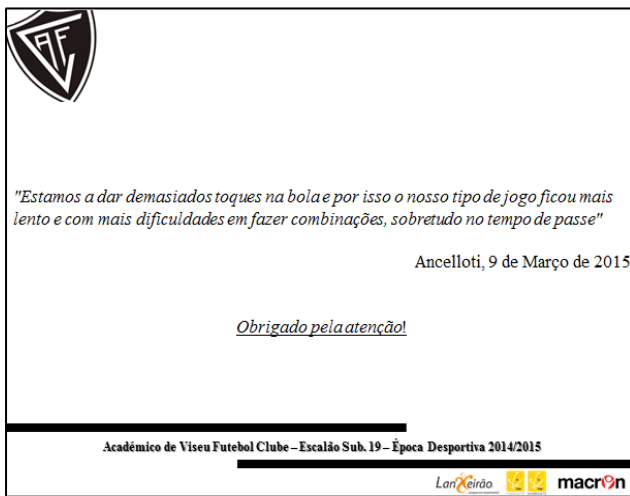 AFC
"Estamos a dar demasiados toques na bola e por isso o nosso tipo de jogo ficou mais
lento e com mais dificuldades em fazer combinações, sobretudo no tempo de passe"
Ancelloti, 9 de Março de 2015
Obrigado pela atenção!
Académico de Viseu Futebol Clube – Escalão Sub. 19 – Época Desportiva 2014/2015
LanXeirão
macron